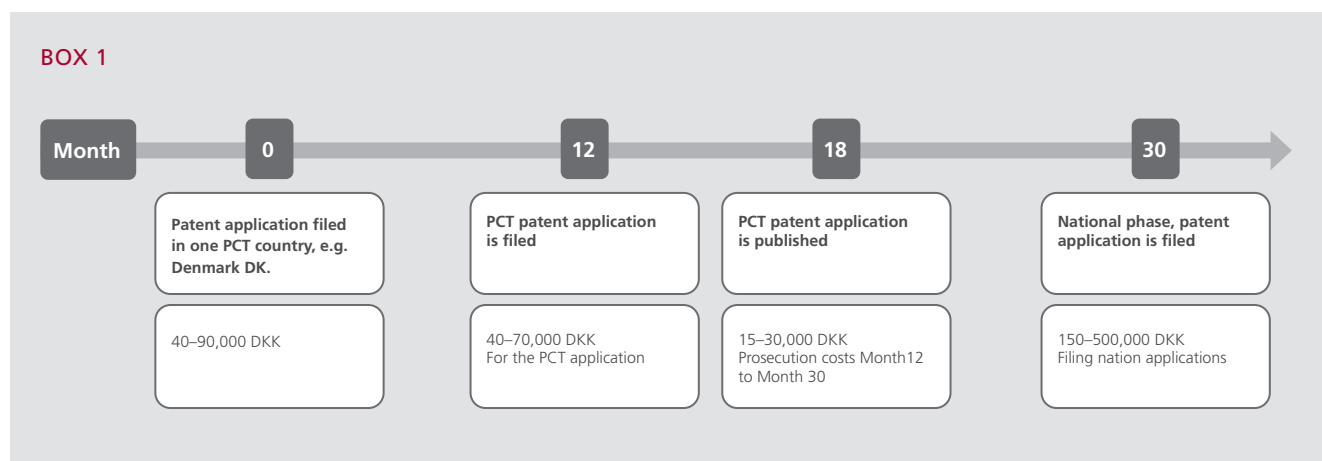 BOX 1
Month
0
12
18
30
Patent application filed
in one PCT country, e.g.
Denmark DK.
PCT patent application
is filed
PCT patent application
is published
National phase, patent
application is filed
40–90,000 DKK
40–70,000 DKK
For the PCT application
15–30,000 DKK
Prosecution costs Month12
to Month 30
150–500,000 DKK
Filing nation applications